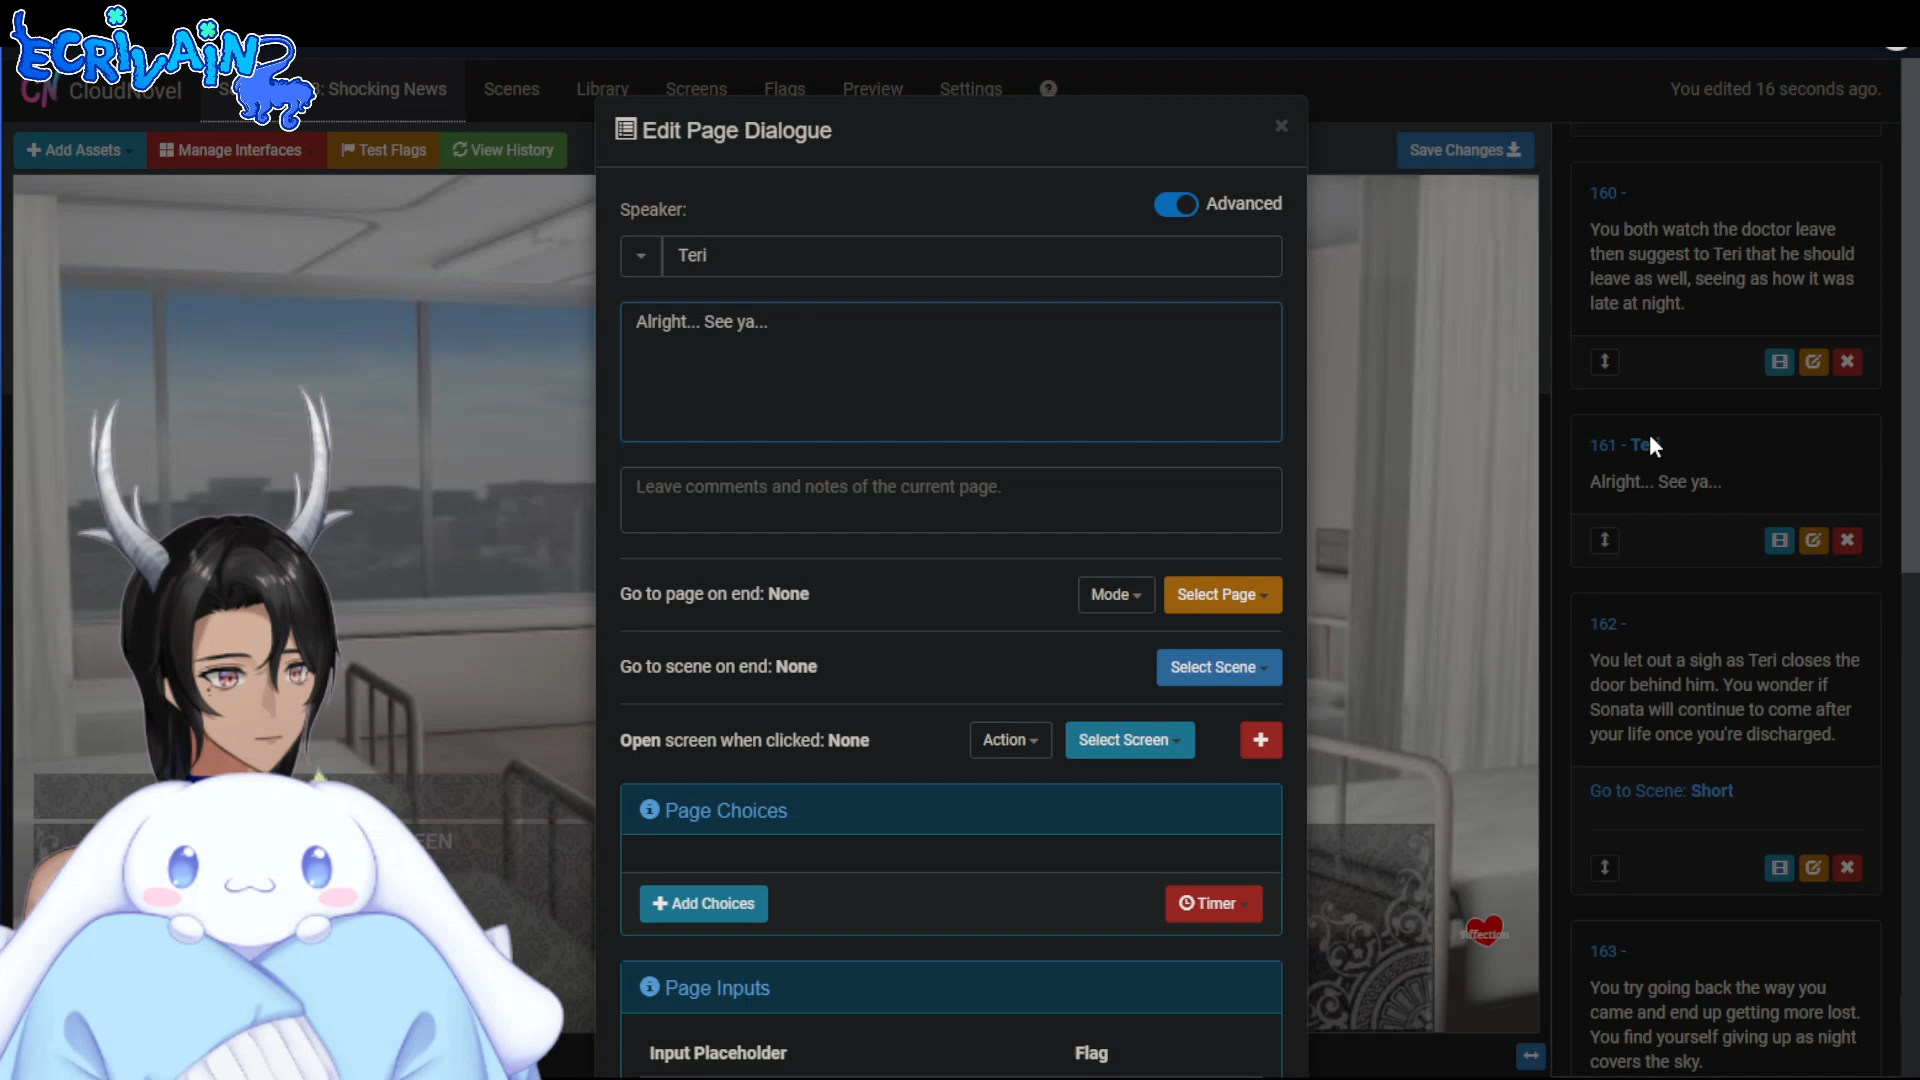 ECRIVAIN
CN CloudNovel
3: Shocking News
Scenes
Library
Screens
Flags
Preview
Settings
?
You edited 16 seconds ago.
Add Assets
Manage Interfaces
Test Flags
View History
Save Changes
Edit Page Dialogue
×
Speaker:
Advanced
Teri
Alright... See ya...
Leave comments and notes of the current page.
Go to page on end: None
Mode
Select Page
Go to scene on end: None
Select Scene
Open screen when clicked: None
Action
Select Screen
Page Choices
Add Choices
Timer
Page Inputs
Input Placeholder
Flag
EEN
160 -
You both watch the doctor leave
then suggest to Teri that he should
leave as well, seeing as how it was
late at night.
161 - Teri
Alright... See ya...
162 -
You let out a sigh as Teri closes the
door behind him. You wonder if
Sonata will continue to come after
your life once you're discharged.
Go to Scene: Short
163 -
You try going back the way you
came and end up getting more lost.
You find yourself giving up as night
covers the sky.